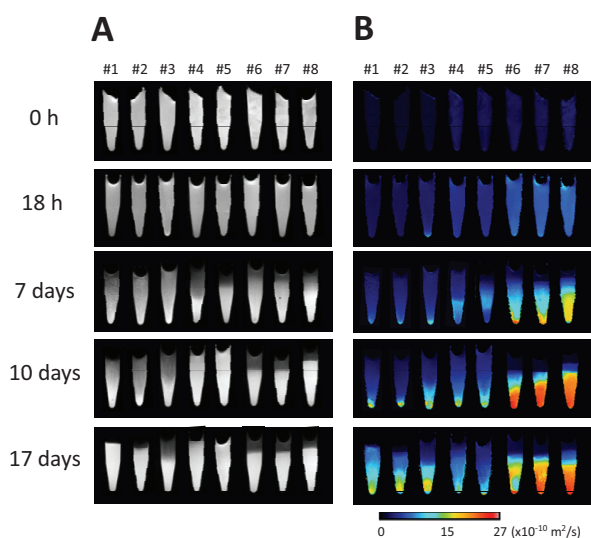 A B
#1 #2 #3 #4 #5 #6 #7 #8 #1 #2 #3 #4 #5 #6 #7 #8
0 h
18 h
7 days
10 days
17 days
0 15 27 (x10⁻¹⁰ m²/s)